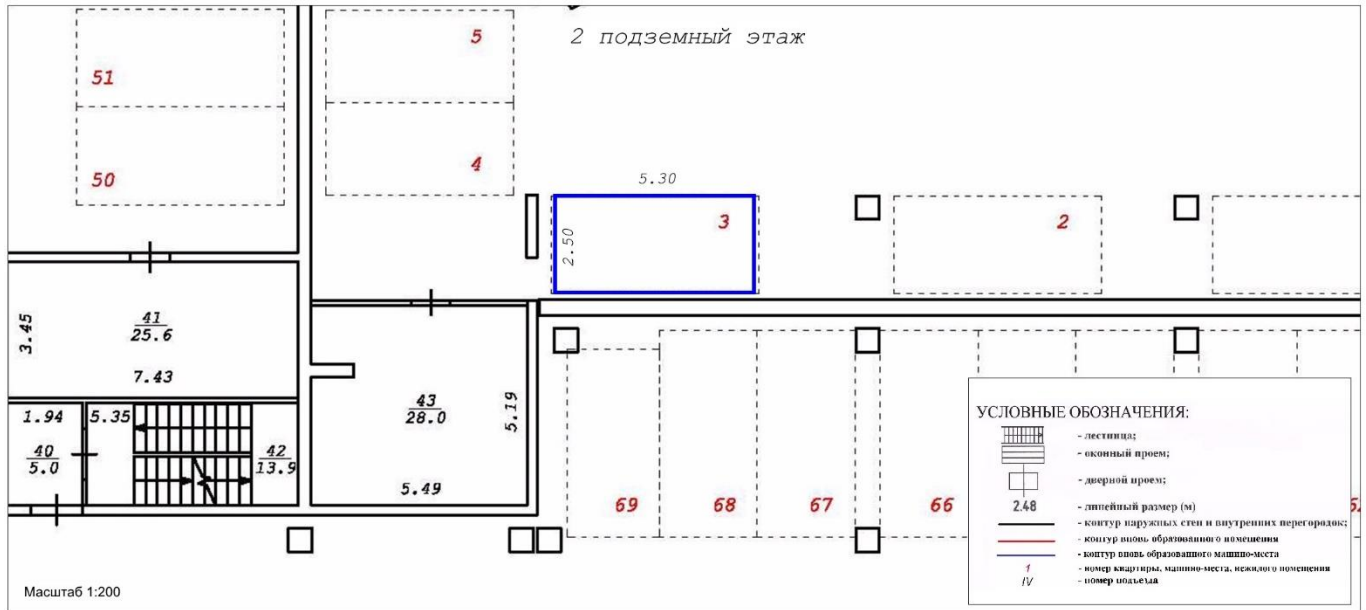 2 подземный этаж
51
5
50
4
5.30
3
2.50
2
41
25.6
3.45
7.43
1.94
5.35
40
5.0
42
13.9
43
28.0
5.19
5.49
69
68
67
66
УСЛОВНЫЕ ОБОЗНАЧЕНИЯ:
- лестница;
- оконный проем;
- дверной проем;
2.48 - линейный размер (м)
- контур наружных стен и внутренних перегородок;
- контур вновь образованного помещения
- контур вновь образованного машино-места
1 - номер квартиры, машино-места, нежилого помещения
IV - номер подъезда
Масштаб 1:200